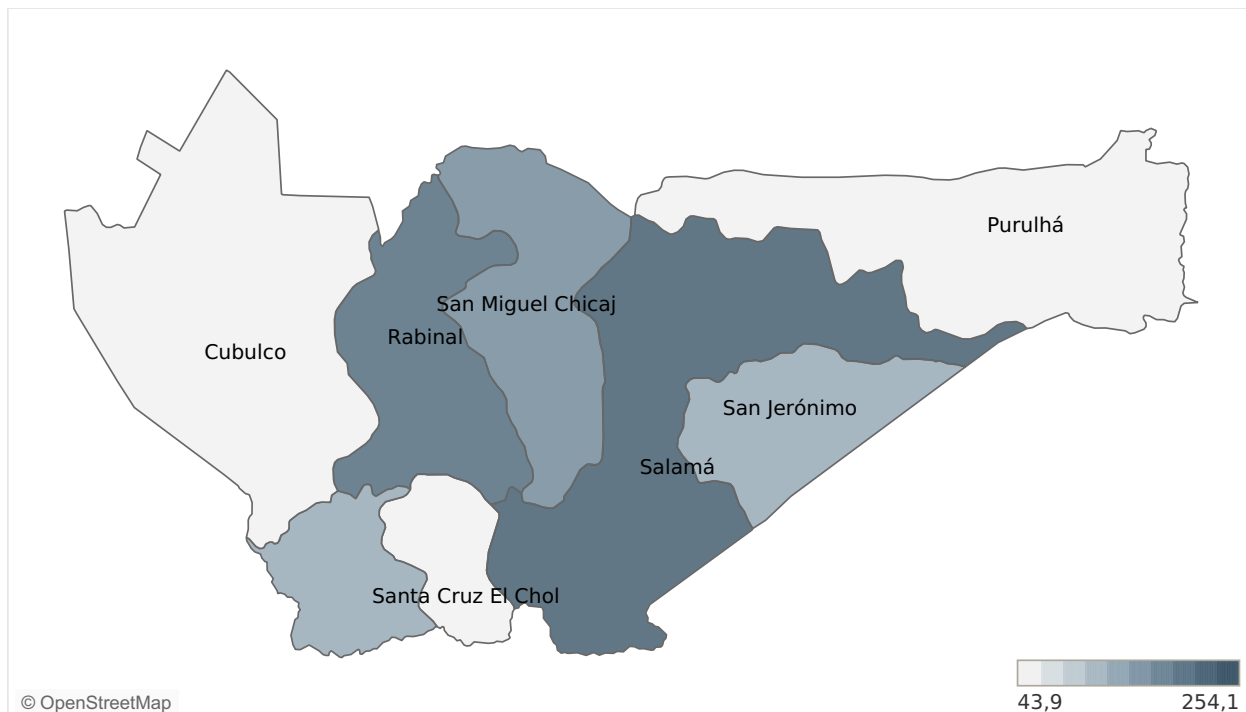 Purulhá
San Miguel Chicaj
Rabinal
Cubulco
San Jerónimo
Salamá
Santa Cruz El Chol
© OpenStreetMap
43,9
254,1